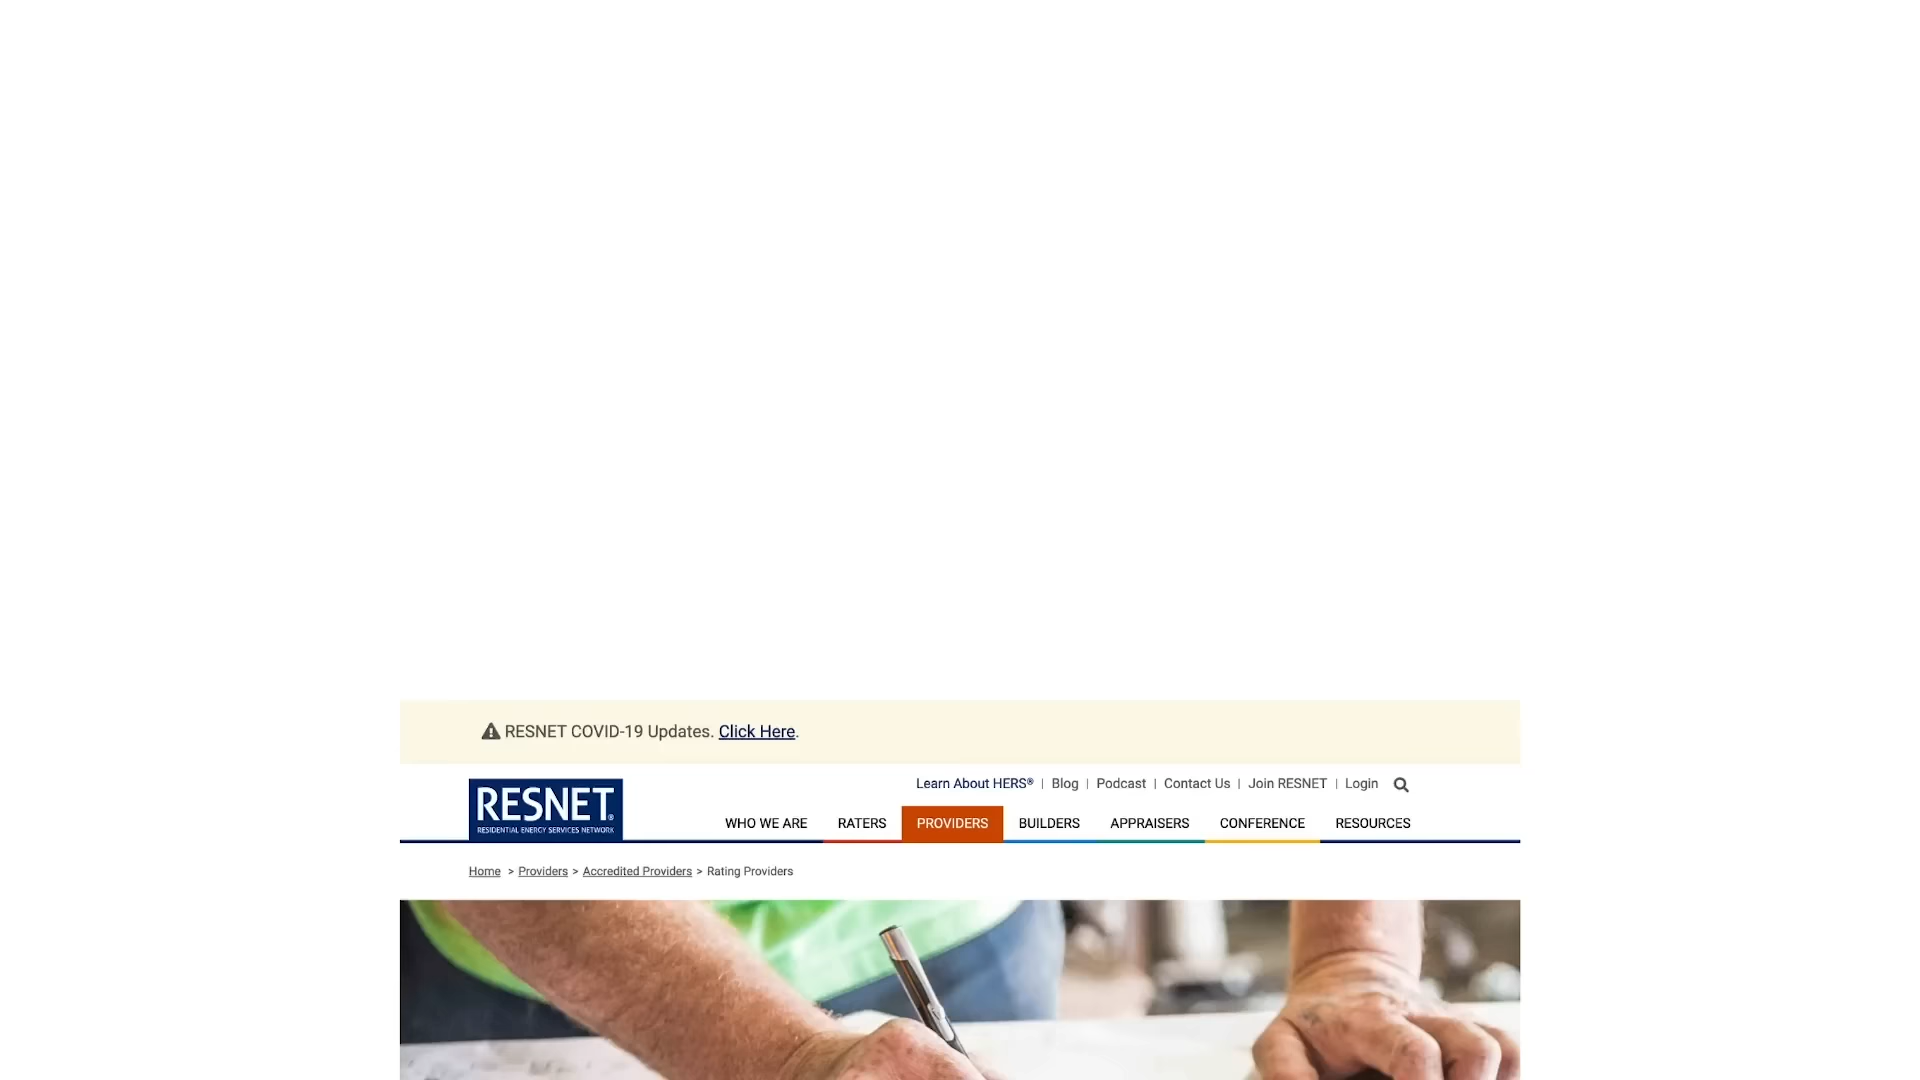 RESNET COVID-19 Updates. Click Here.
Learn About HERS® | Blog | Podcast | Contact Us | Join RESNET | Login
RESNET®
RESIDENTIAL ENERGY SERVICES NETWORK
WHO WE ARE RATERS PROVIDERS BUILDERS APPRAISERS CONFERENCE RESOURCES
Home > Providers > Accredited Providers > Rating Providers